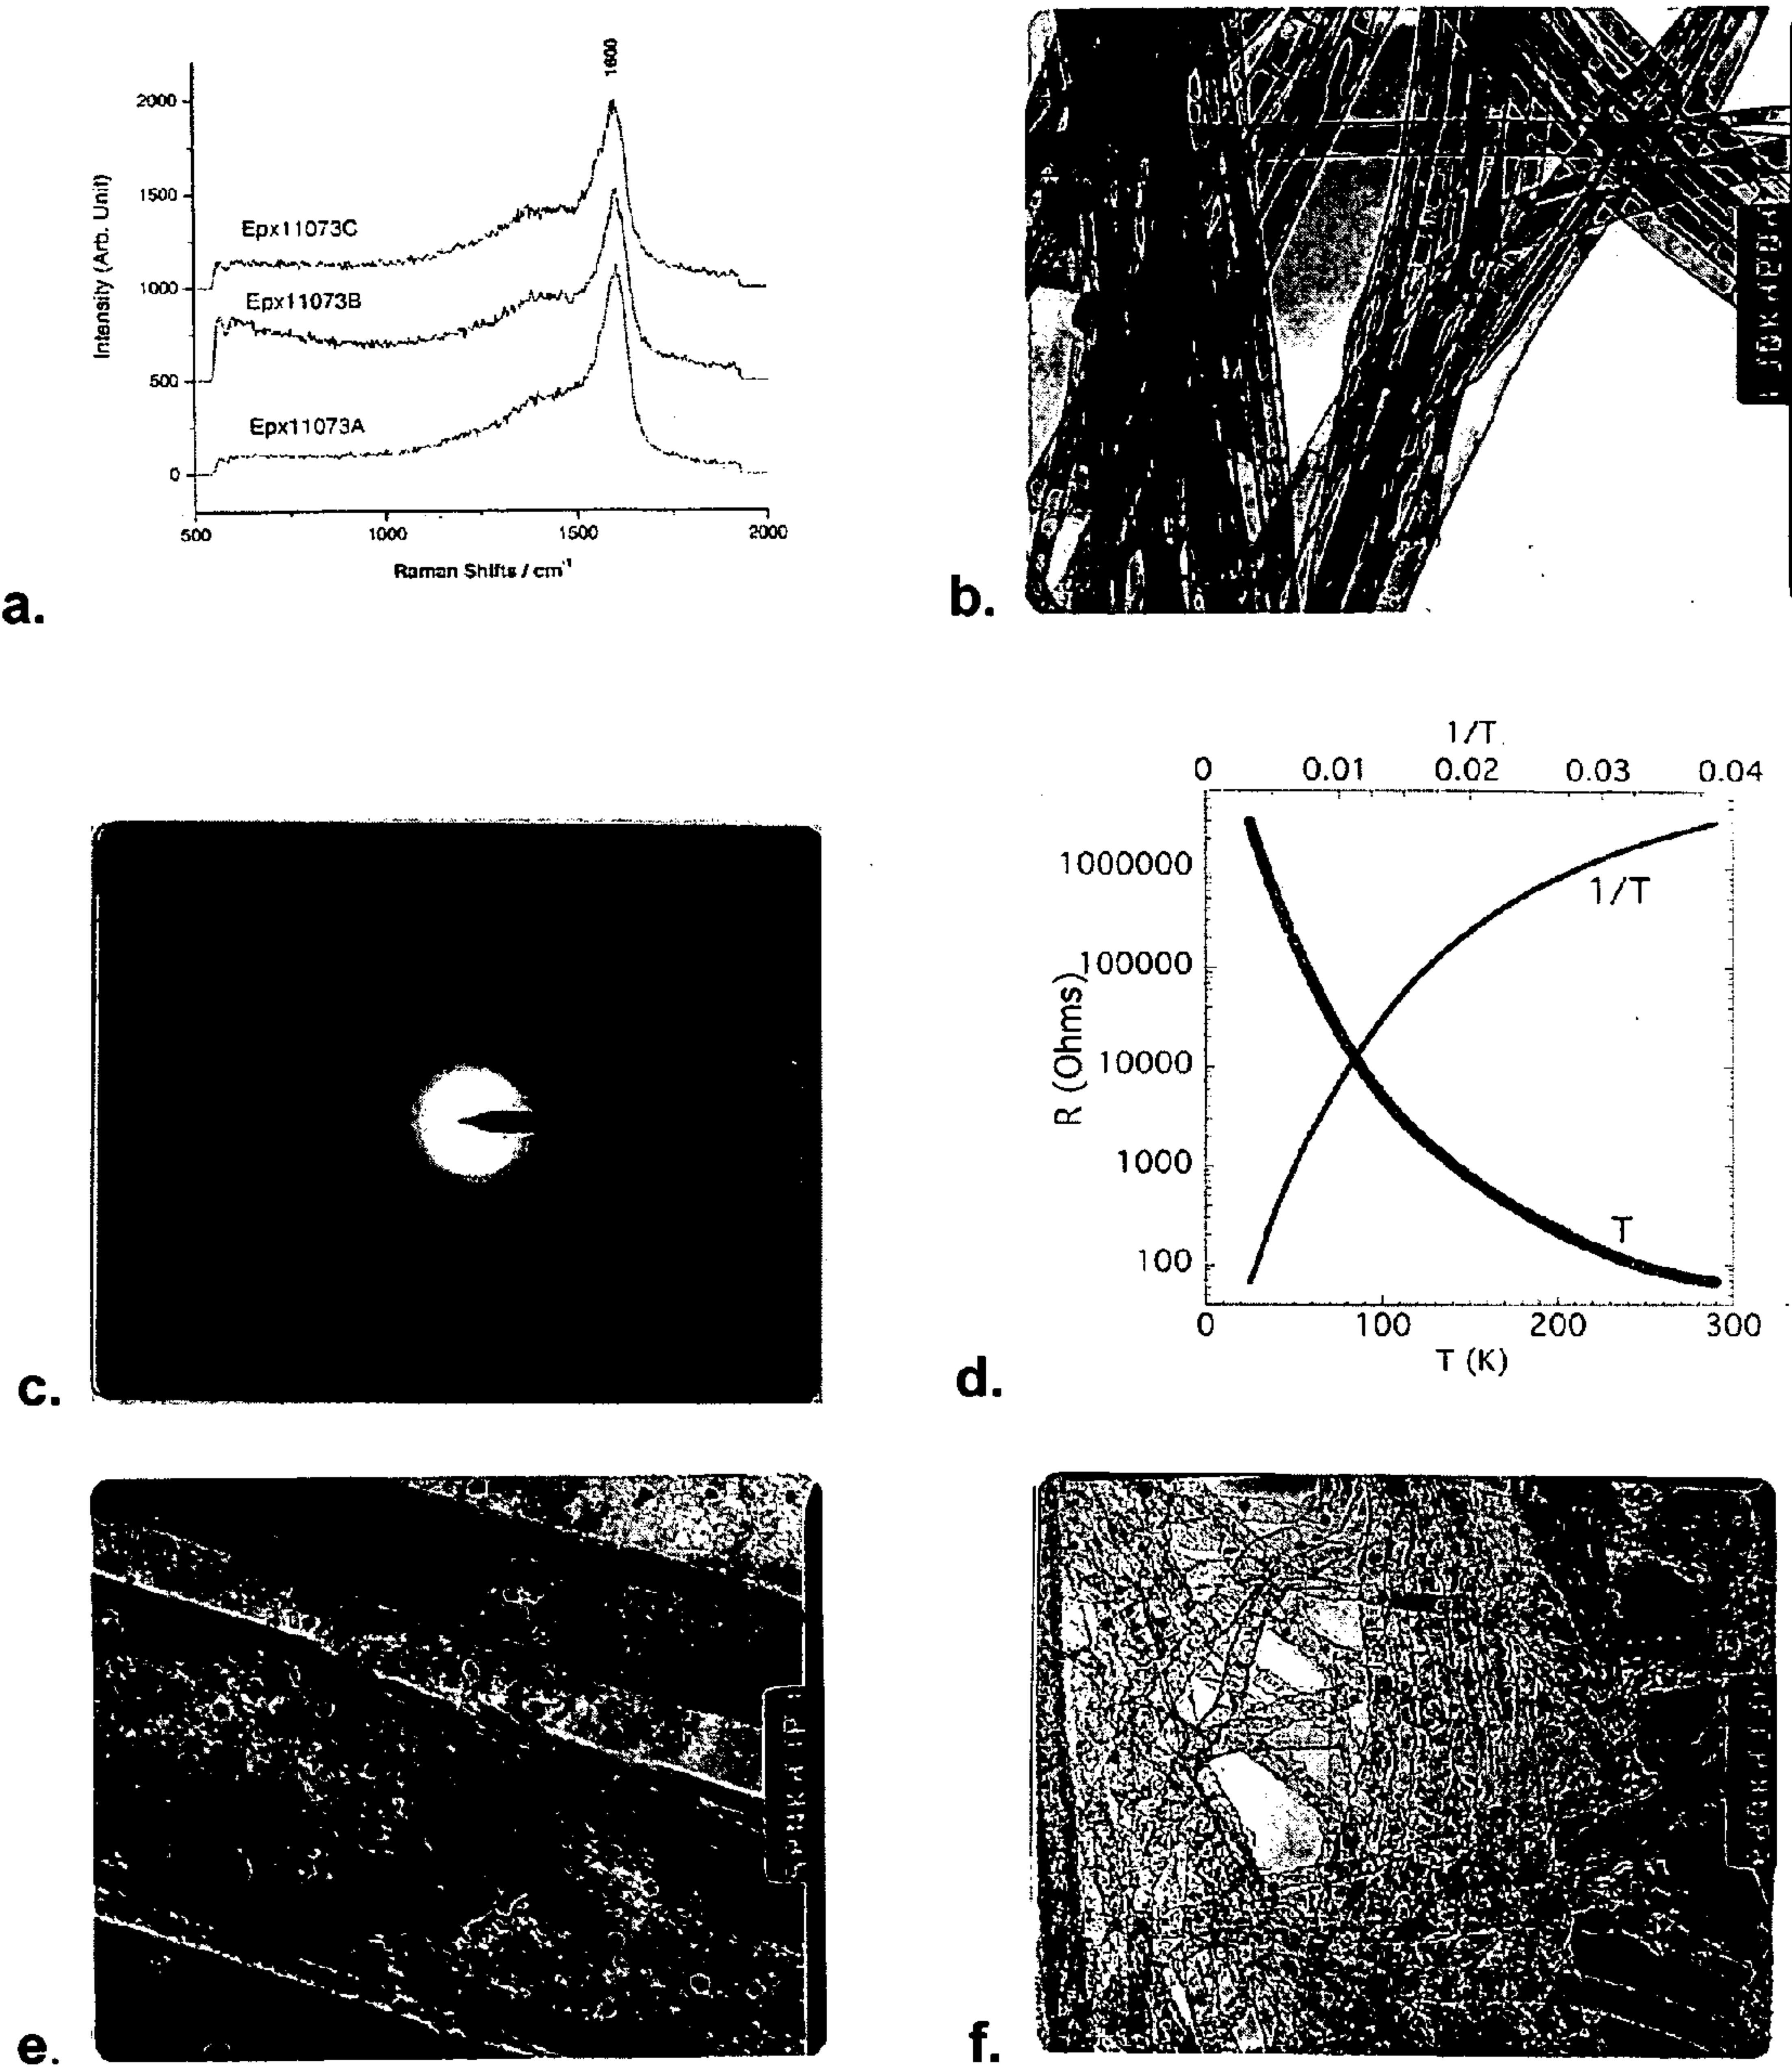 1600
2000
1500
1000
500
0
Intensity (Arb. Unit)
Epx11073C
Epx11073B
Epx11073A
500 1000 1500 2000
Raman Shifts / cm-1
a.
b.
c.
1/T
0 0.01 0.02 0.03 0.04
1000000
100000
10000
1000
100
R (Ohms)
1/T
T
0 100 200 300
T (K)
d.
e.
f.